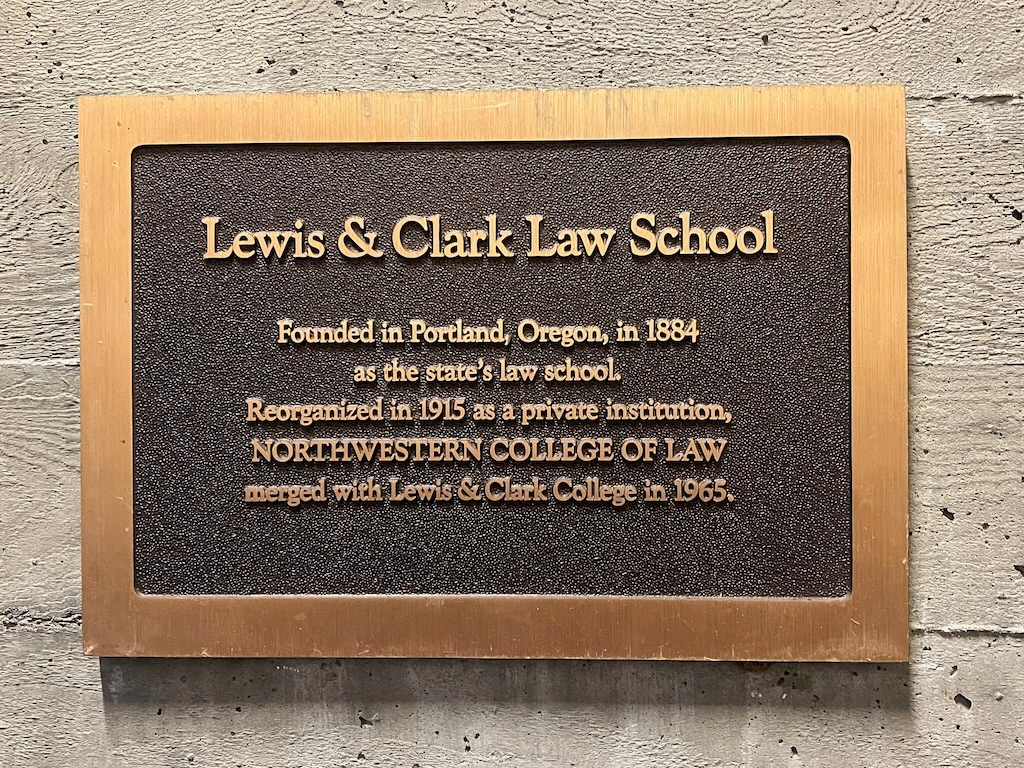 Lewis & Clark Law School
Founded in Portland, Oregon, in 1884
as the state's law school.
Reorganized in 1915 as a private institution,
NORTHWESTERN COLLEGE OF LAW
merged with Lewis & Clark College in 1965.